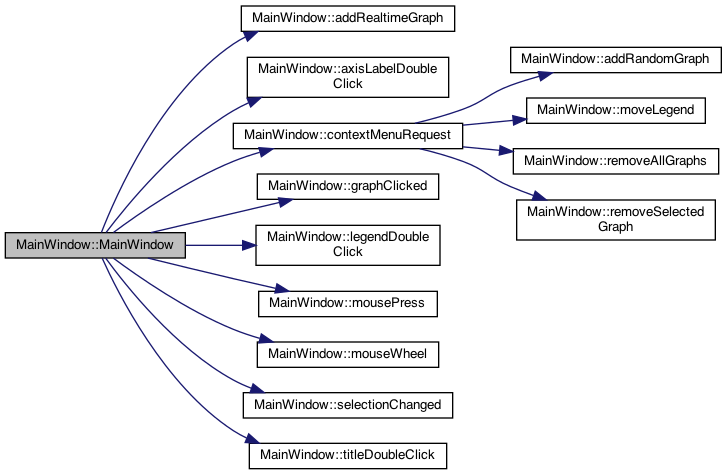 MainWindow::MainWindow
MainWindow::addRealtimeGraph
MainWindow::axisLabelDouble
Click
MainWindow::contextMenuRequest
MainWindow::graphClicked
MainWindow::legendDouble
Click
MainWindow::mousePress
MainWindow::mouseWheel
MainWindow::selectionChanged
MainWindow::titleDoubleClick
MainWindow::addRandomGraph
MainWindow::moveLegend
MainWindow::removeAllGraphs
MainWindow::removeSelected
Graph